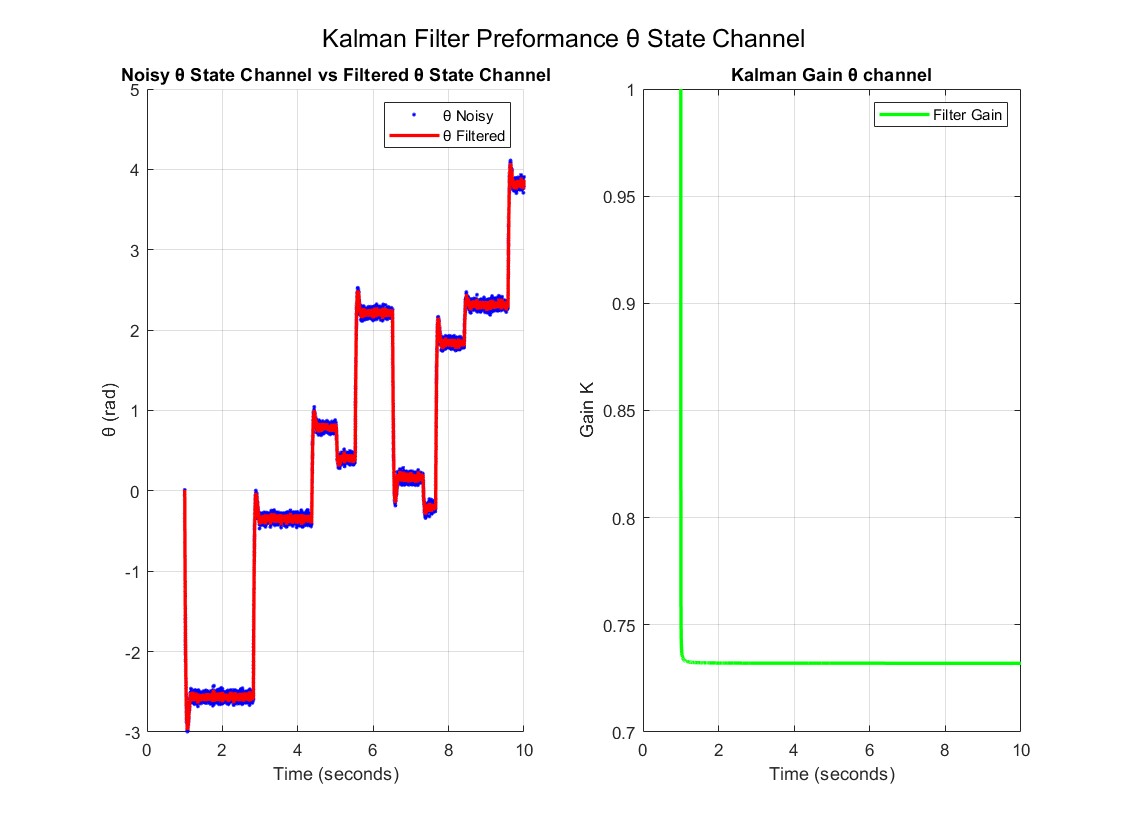 Kalman Filter Preformance θ State Channel
Noisy θ State Channel vs Filtered θ State Channel
θ Noisy
θ Filtered
5
4
3
2
1
0
-1
-2
-3
θ (rad)
0 2 4 6 8 10
Time (seconds)
Kalman Gain θ channel
Filter Gain
1
0.95
0.9
0.85
0.8
0.75
0.7
Gain K
0 2 4 6 8 10
Time (seconds)